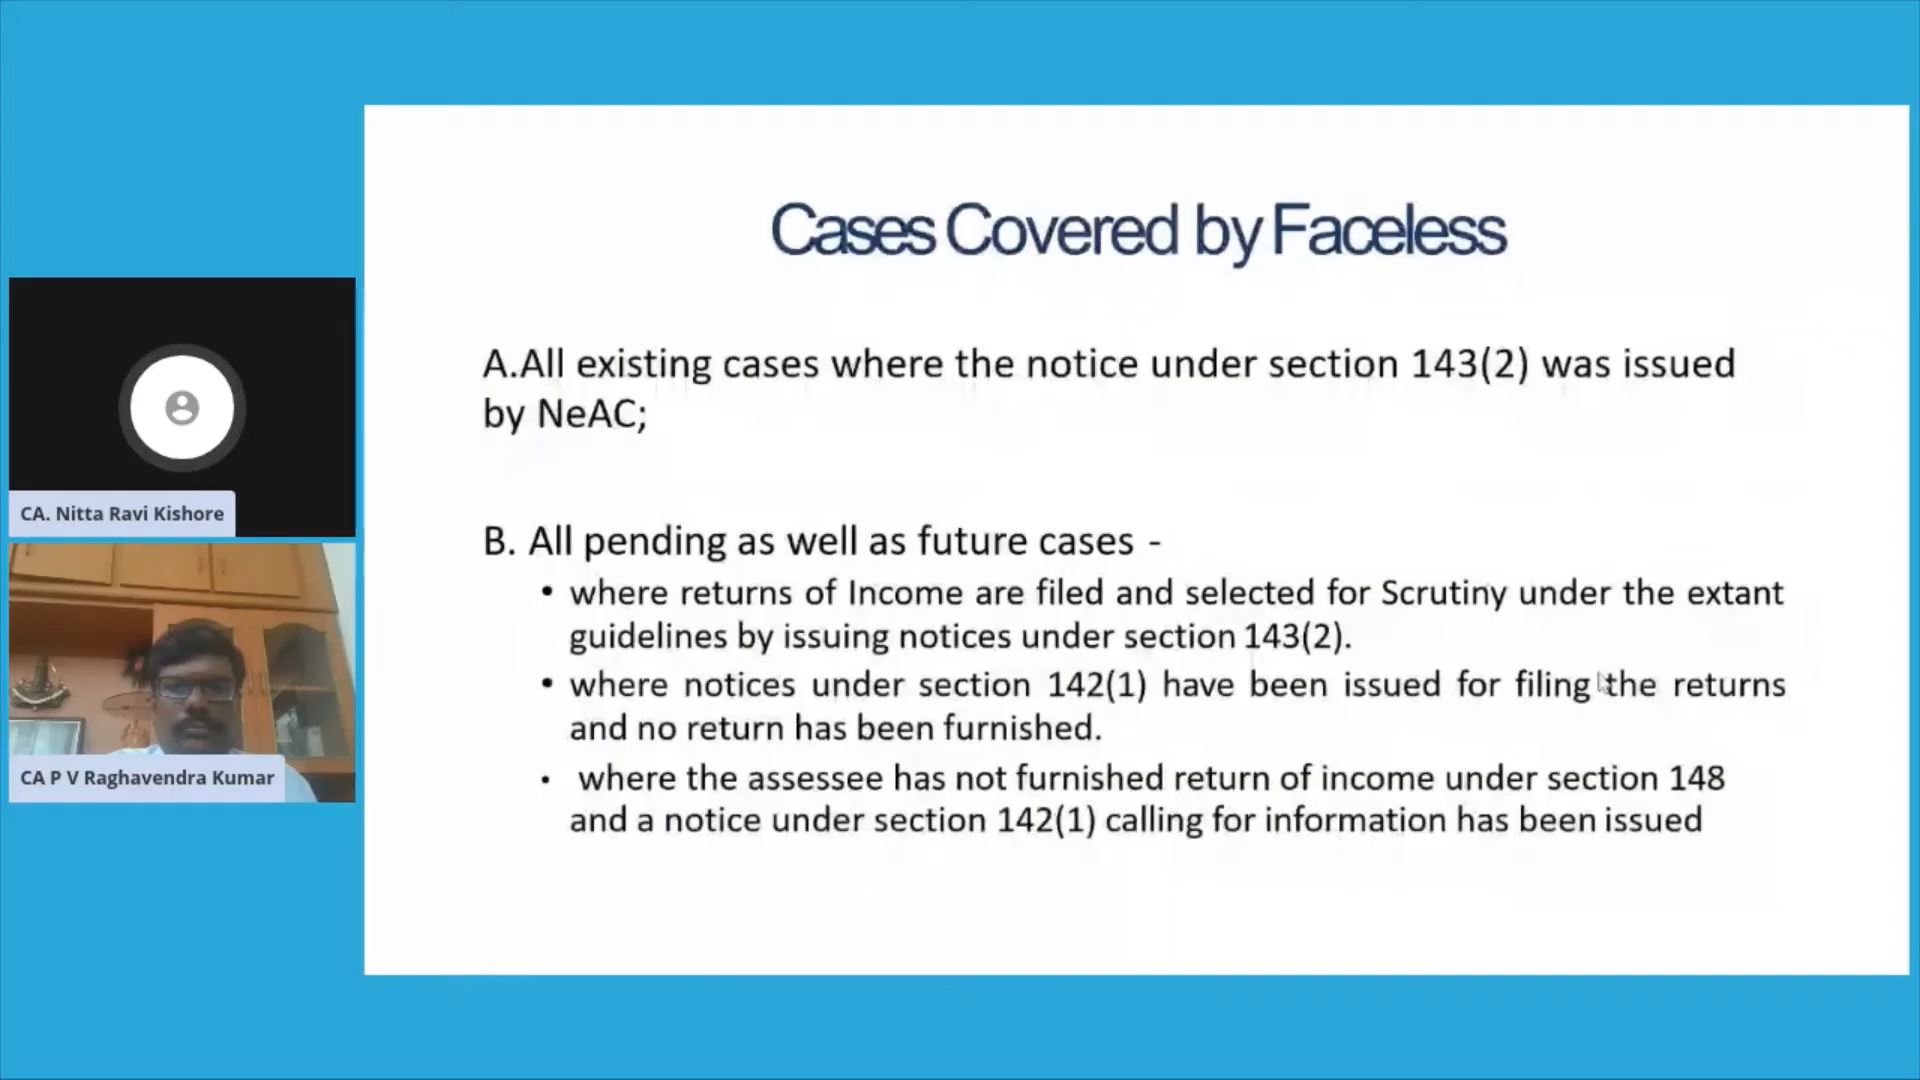 Cases Covered by Faceless
A.All existing cases where the notice under section 143(2) was issued
by NeAC;
B. All pending as well as future cases -
• where returns of Income are filed and selected for Scrutiny under the extant
guidelines by issuing notices under section 143(2).
• where notices under section 142(1) have been issued for filing the returns
and no return has been furnished.
• where the assessee has not furnished return of income under section 148
and a notice under section 142(1) calling for information has been issued
CA. Nitta Ravi Kishore
CA P V Raghavendra Kumar